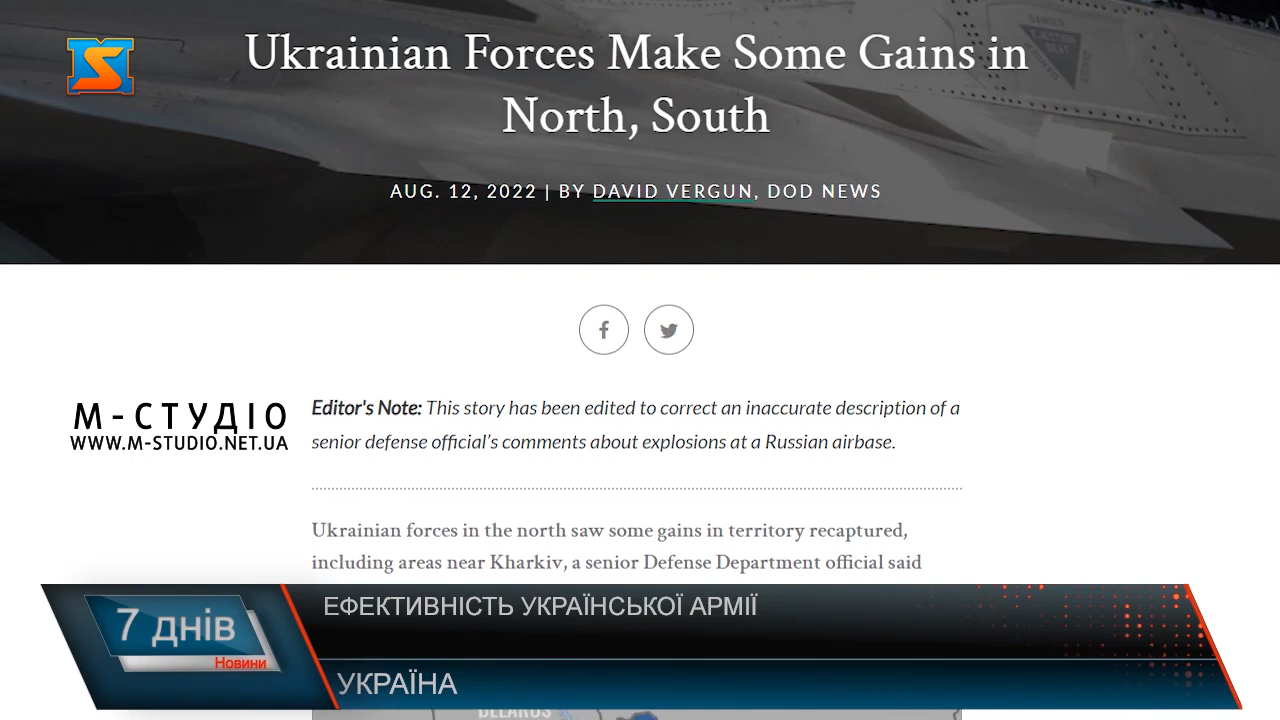 Ukrainian Forces Make Some Gains in
North, South
AUG. 12, 2022 | BY DAVID VERGUN, DOD NEWS
М-СТУДІО
WWW.M-STUDIO.NET.UA
Editor's Note: This story has been edited to correct an inaccurate description of a
senior defense official’s comments about explosions at a Russian airbase.
Ukrainian forces in the north saw some gains in territory recaptured,
including areas near Kharkiv, a senior Defense Department official said
7 днів
Новини
ЕФЕКТИВНІСТЬ УКРАЇНСЬКОЇ АРМІЇ
УКРАЇНА
BELARUS